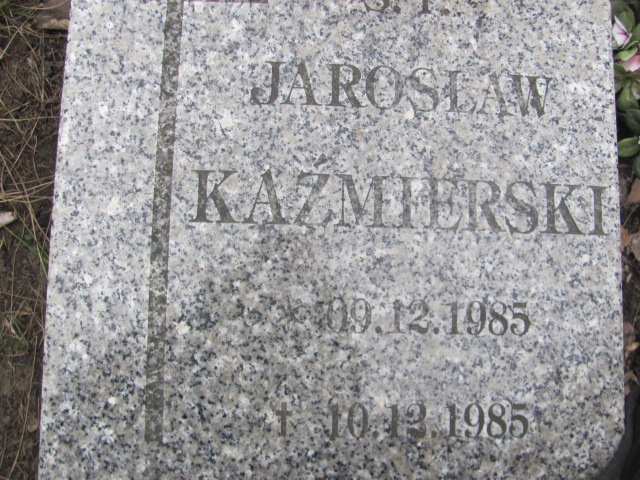 Ś. P.
JAROSŁAW
KAŹMIERSKI
* 09.12.1985
† 10.12.1985